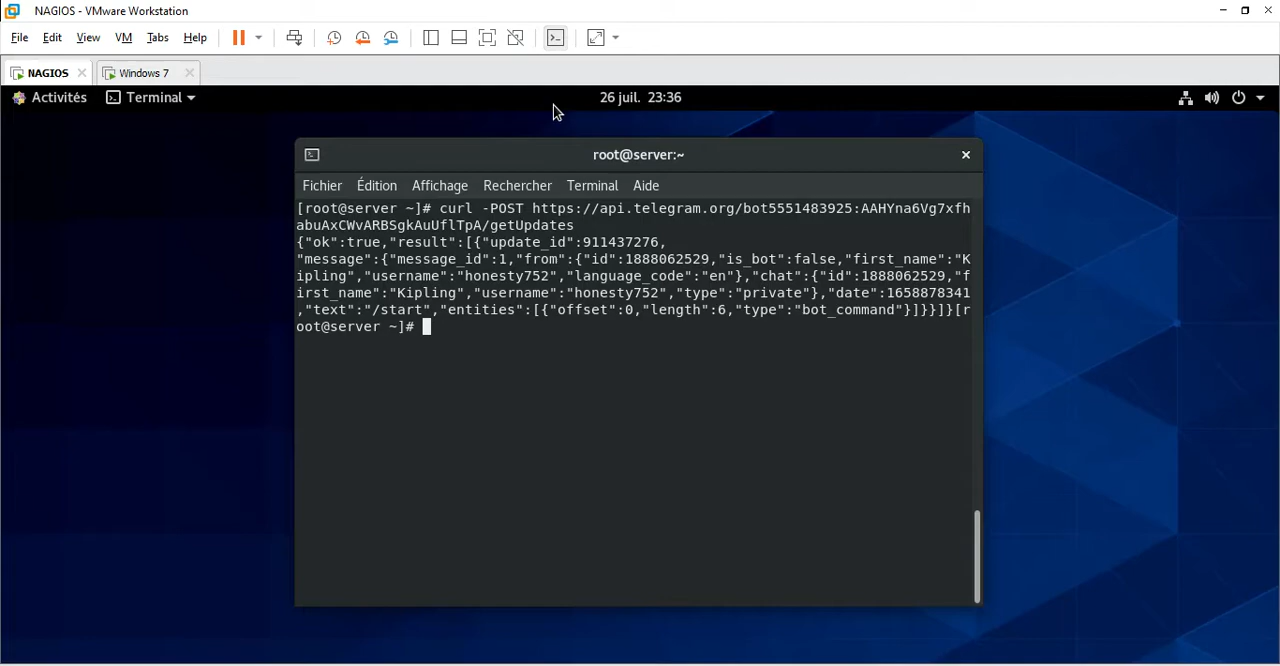 NAGIOS - VMware Workstation
File Edit View VM Tabs Help
NAGIOS Windows 7
Activités Terminal 26 juil. 23:36
root@server:~
Fichier Édition Affichage Rechercher Terminal Aide
[root@server ~]# curl -POST https://api.telegram.org/bot5551483925:AAHYna6Vg7xfh
abuAxCWvARBSgkAuUflTpA/getUpdates
{"ok":true,"result":[{"update_id":911437276,
"message":{"message_id":1,"from":{"id":1888062529,"is_bot":false,"first_name":"K
ipling","username":"honesty752","language_code":"en"},"chat":{"id":1888062529,"f
irst_name":"Kipling","username":"honesty752","type":"private"},"date":1658878341
,"text":"/start","entities":[{"offset":0,"length":6,"type":"bot_command"}]}}]}[r
oot@server ~]#